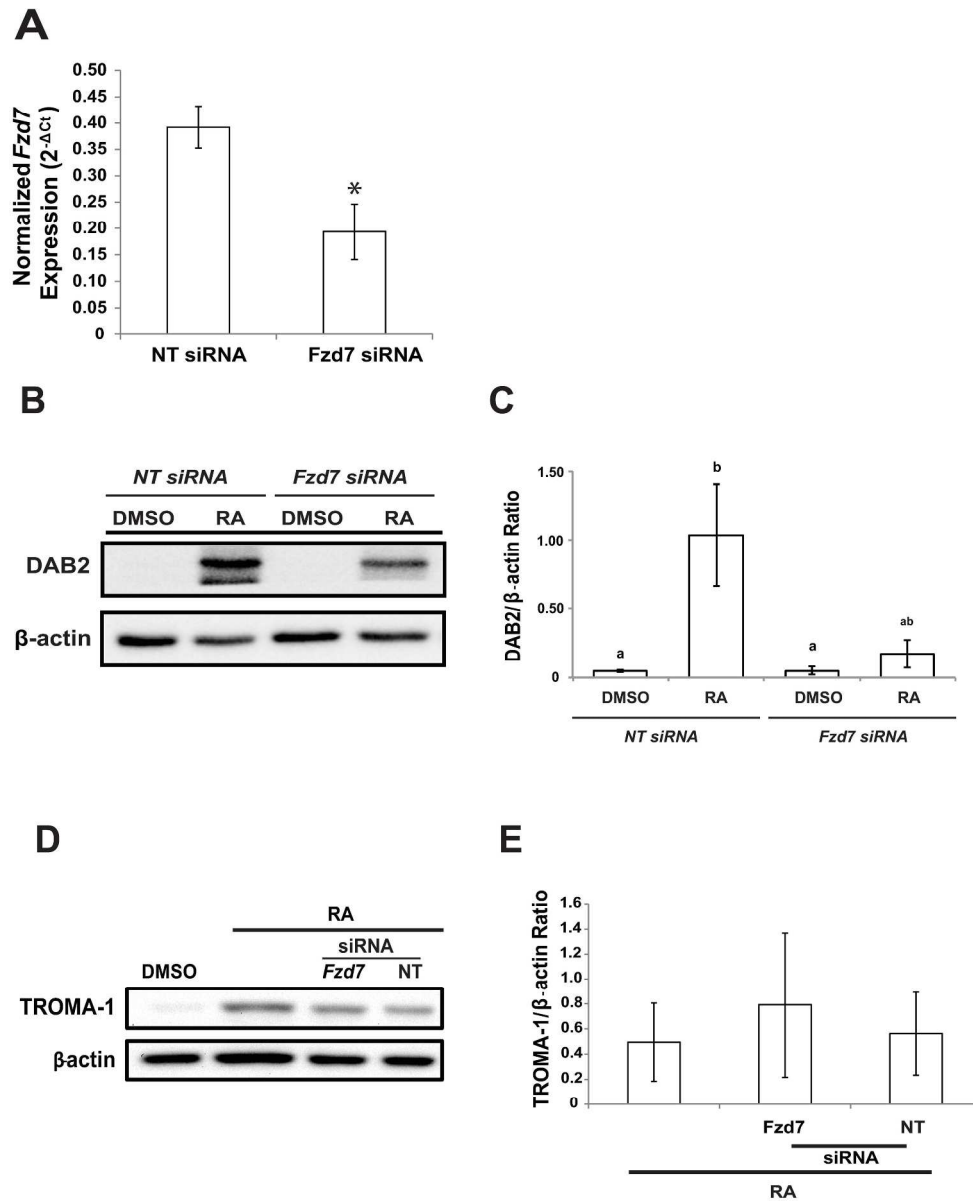 A
Normalized Fzd7
Expression (2-ΔCt)
0.50
0.45
0.40
0.35
0.30
0.25
0.20
0.15
0.10
0.05
0
*
NT siRNA Fzd7 siRNA
B
NT siRNA Fzd7 siRNA
DMSO RA DMSO RA
DAB2
β-actin
C
DAB2/β-actin Ratio
1.50
1.00
0.50
0
a b a ab
DMSO RA DMSO RA
NT siRNA Fzd7 siRNA
D
RA
siRNA
DMSO Fzd7 NT
TROMA-1
β-actin
E
TROMA-1/β-actin Ratio
1.6
1.4
1.2
1.0
0.8
0.6
0.4
0.2
0
Fzd7 NT
siRNA
RA